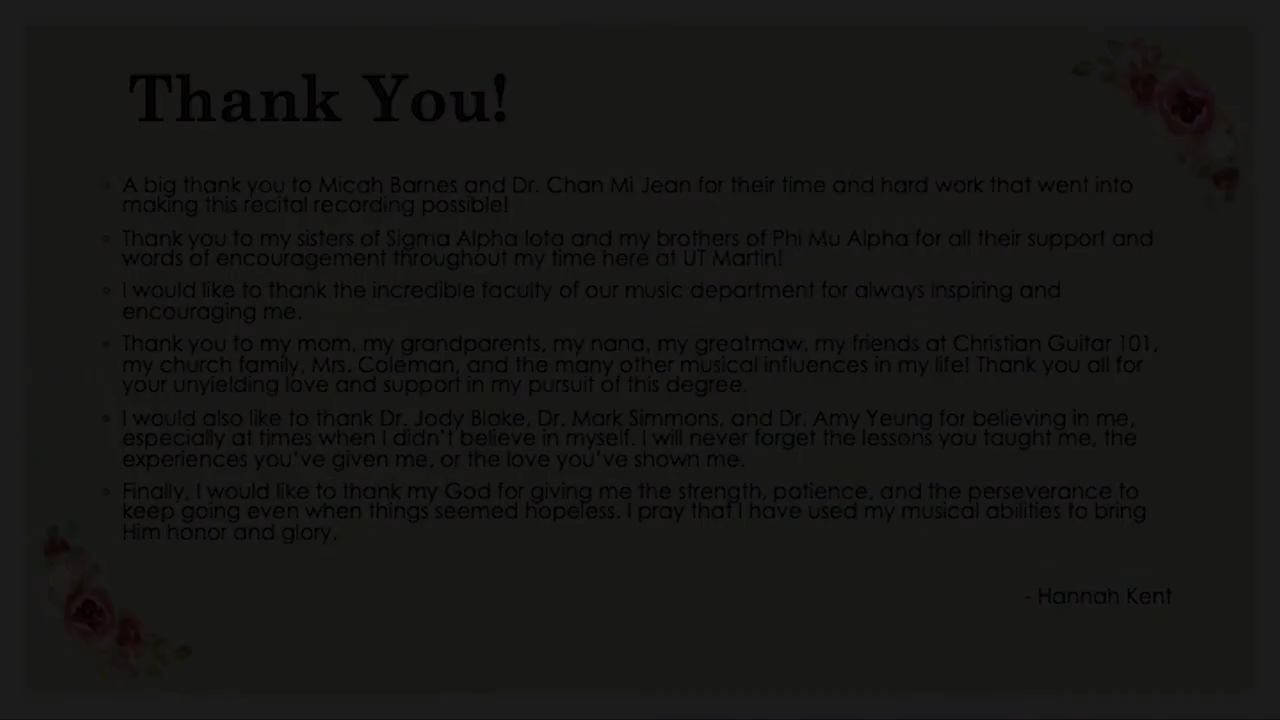 Thank You!
◦ A big thank you to Micah Barnes and Dr. Chan Mi Jean for their time and hard work that went into
making this recital recording possible!
◦ Thank you to my sisters of Sigma Alpha Iota and my brothers of Phi Mu Alpha for all their support and
words of encouragement throughout my time here at UT Martin!
◦ I would like to thank the incredible faculty of our music department for always inspiring and
encouraging me.
◦ Thank you to my mom, my grandparents, my nana, my greatmaw, my friends at Christian Guitar 101,
my church family, Mrs. Coleman, and the many other musical influences in my life! Thank you all for
your unyielding love and support in my pursuit of this degree.
◦ I would also like to thank Dr. Jody Blake, Dr. Mark Simmons, and Dr. Amy Yeung for believing in me,
especially at times when I didn't believe in myself. I will never forget the lessons you taught me, the
experiences you've given me, or the love you've shown me.
◦ Finally, I would like to thank my God for giving me the strength, patience, and the perseverance to
keep going even when things seemed hopeless. I pray that I have used my musical abilities to bring
Him honor and glory.
- Hannah Kent